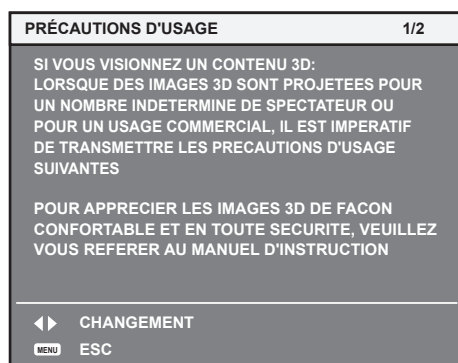 PRÉCAUTIONS D'USAGE 1/2
SI VOUS VISIONNEZ UN CONTENU 3D:
LORSQUE DES IMAGES 3D SONT PROJETEES POUR
UN NOMBRE INDETERMINE DE SPECTATEUR OU
POUR UN USAGE COMMERCIAL, IL EST IMPERATIF
DE TRANSMETTRE LES PRECAUTIONS D'USAGE
SUIVANTES
POUR APPRECIER LES IMAGES 3D DE FACON
CONFORTABLE ET EN TOUTE SECURITE, VEUILLEZ
VOUS REFERER AU MANUEL D'INSTRUCTION
CHANGEMENT
MENU ESC